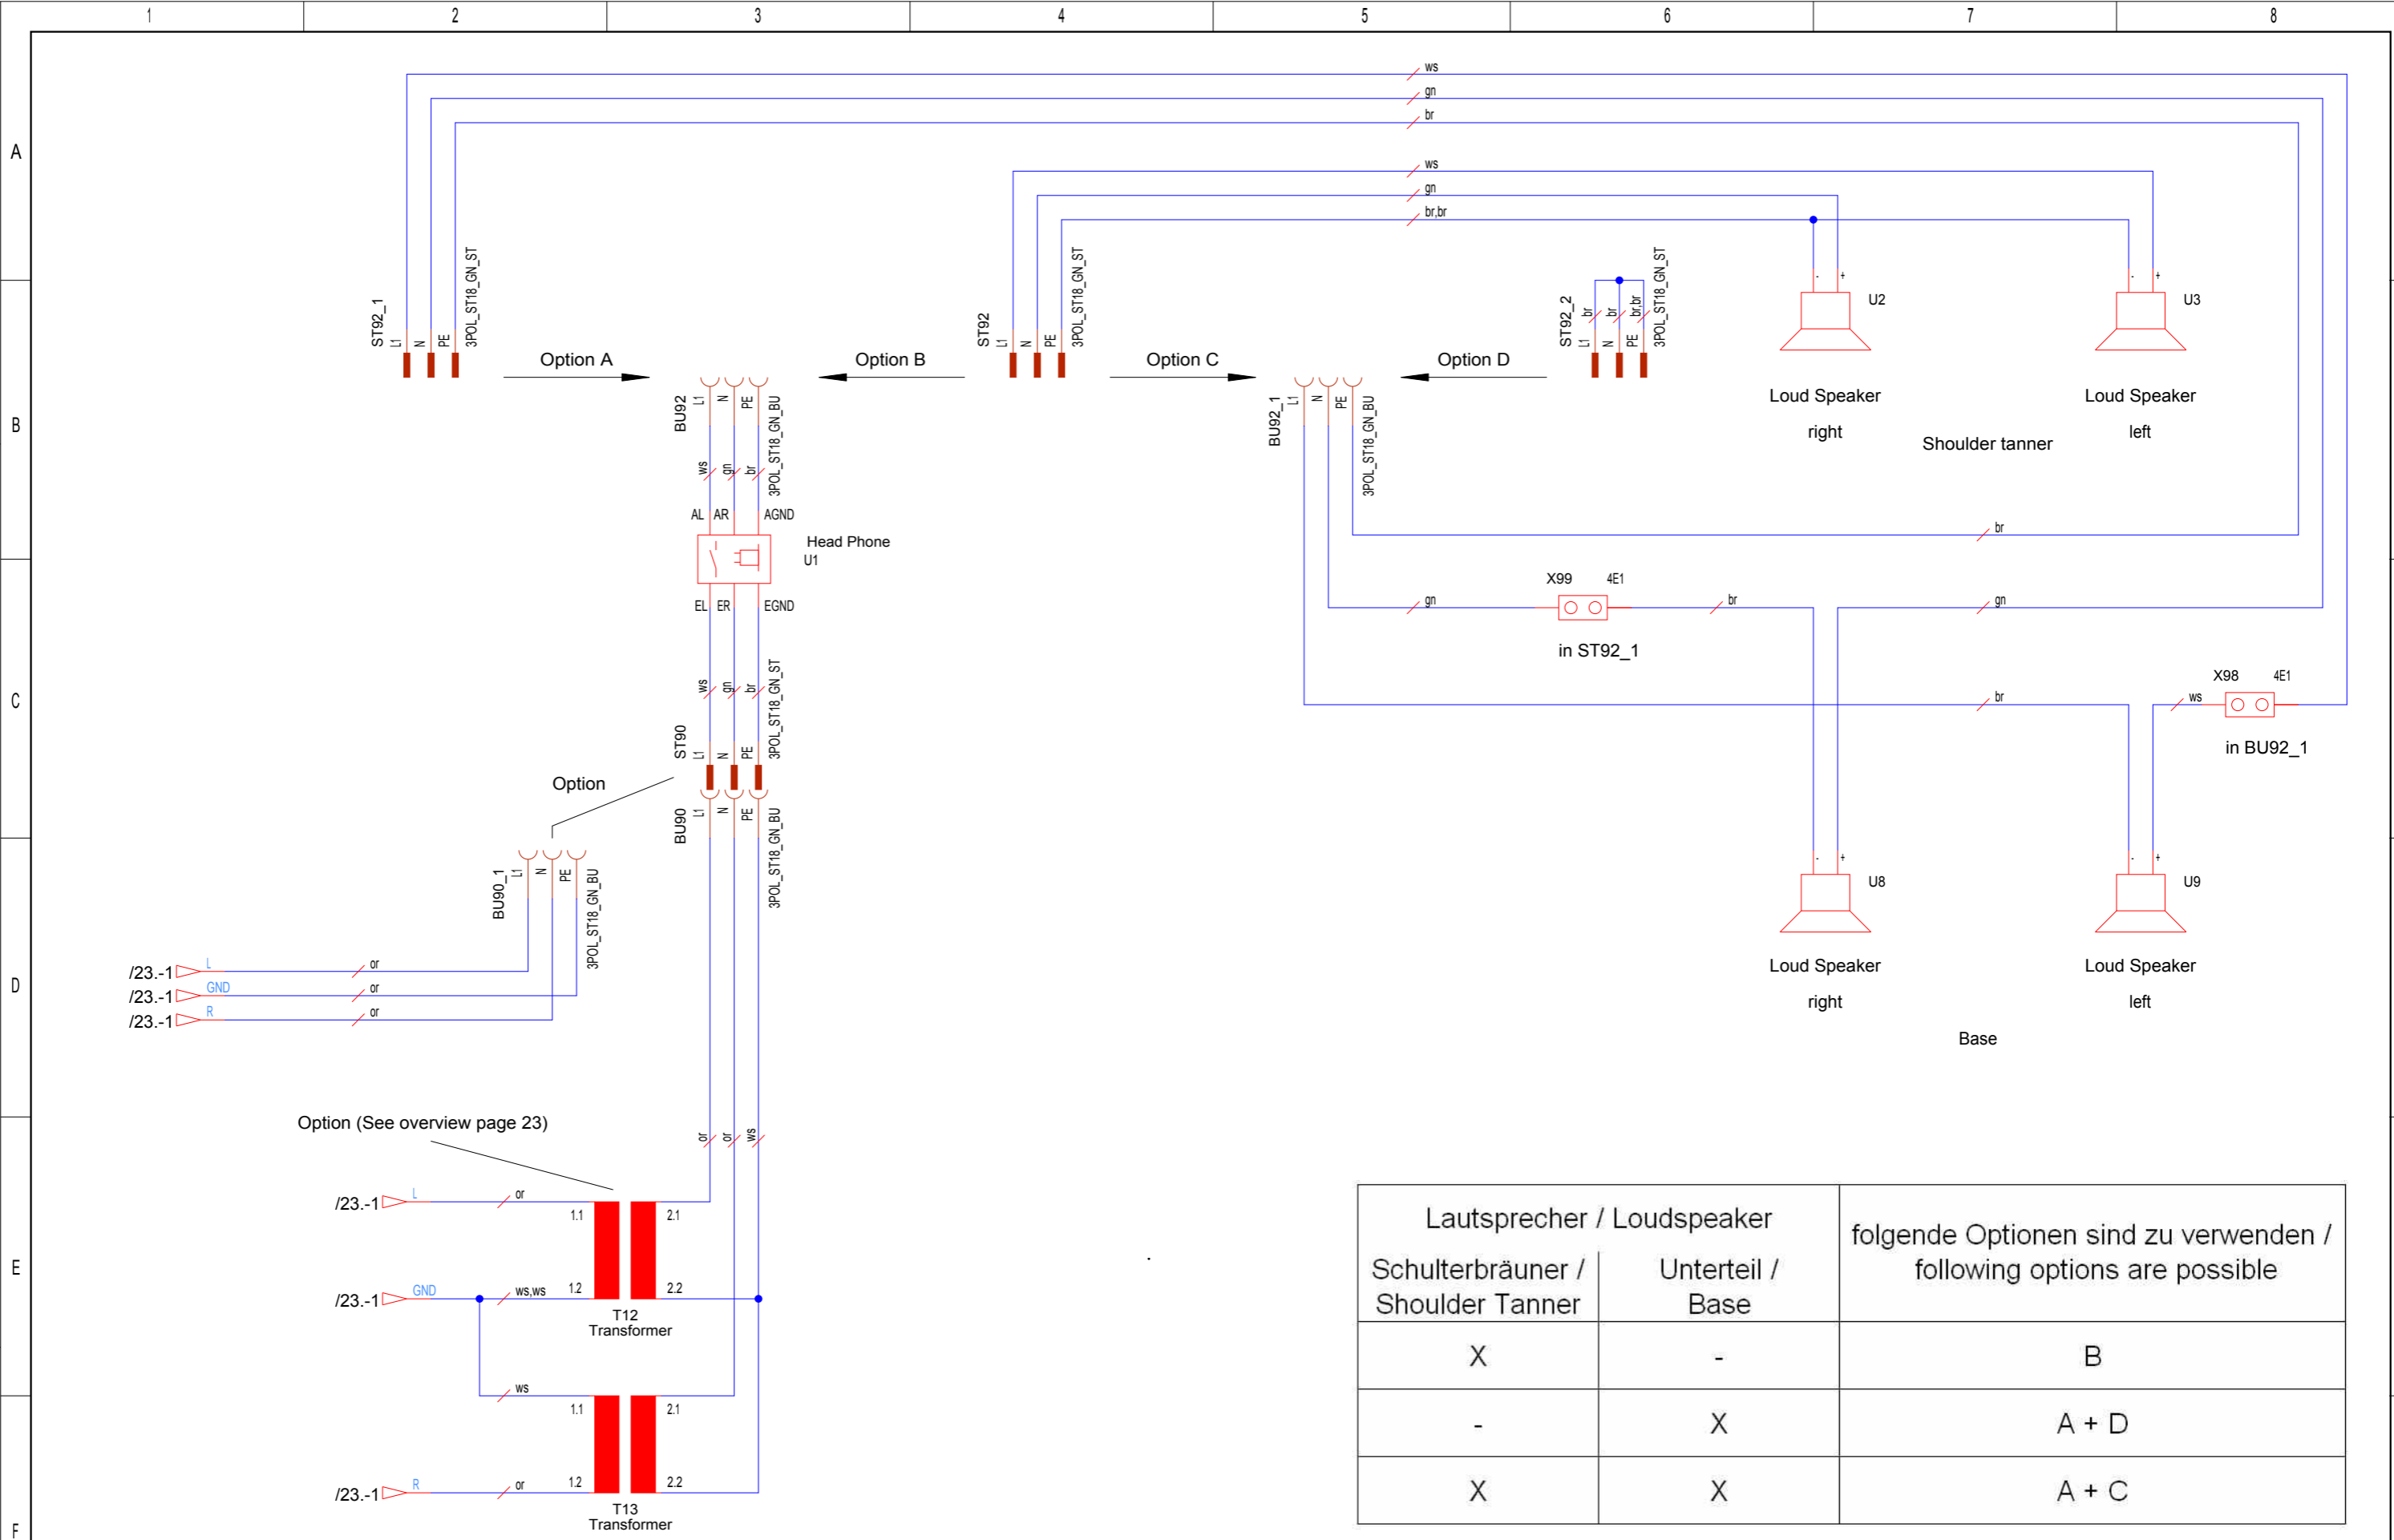 1 2 3 4 5 6 7 8
A
B
C
D
E
F
ws
gn
br
ws
gn
br,br
ST92_1
L1
N
PE
3POL_ST18_GN_ST
Option A
Option B
ST92
L1
N
PE
3POL_ST18_GN_ST
Option C
Option D
ST92_2
L1
N
PE
br
br
br,br
3POL_ST18_GN_ST
- +
U2
Loud Speaker
right
- +
U3
Loud Speaker
left
Shoulder tanner
BU92
L1
N
PE
3POL_ST18_GN_BU
ws
gn
br
BU92_1
L1
N
PE
3POL_ST18_GN_BU
AL AR AGND
Head Phone
U1
EL ER EGND
br
X99 4E1
gn
br
gn
in ST92_1
X98 4E1
br
ws
in BU92_1
ws
gn
br
3POL_ST18_GN_ST
ST90
L1
N
PE
Option
BU90
L1
N
PE
3POL_ST18_GN_BU
BU90_1
L1
N
PE
3POL_ST18_GN_BU
- +
U8
Loud Speaker
right
- +
U9
Loud Speaker
left
Base
/23.-1 L or
/23.-1 GND or
/23.-1 R or
Option (See overview page 23)
or
or
ws
/23.-1 L or 1.1 2.1
/23.-1 GND ws,ws 1.2 2.2
T12
Transformer
ws 1.1 2.1
/23.-1 R or 1.2 2.2
T13
Transformer
Lautsprecher / Loudspeaker
folgende Optionen sind zu verwenden /
following options are possible
Schulterbräuner /
Shoulder Tanner
Unterteil /
Base
X - B
- X A + D
X X A + C